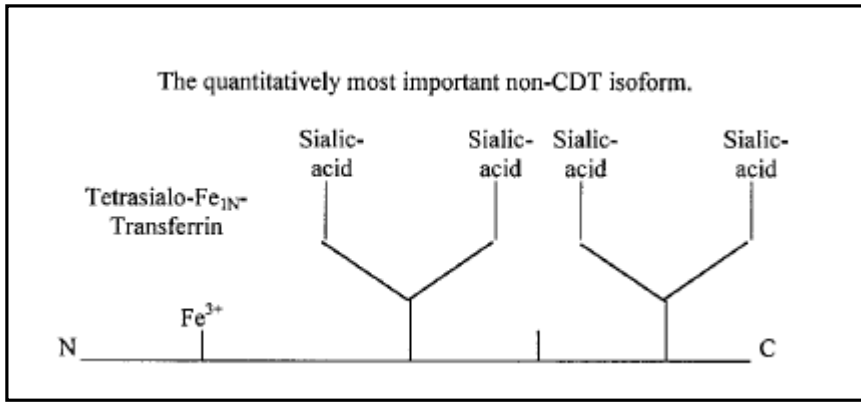 The quantitatively most important non-CDT isoform.
Sialic-
acid
Sialic-
acid
Sialic-
acid
Sialic-
acid
Tetrasialo-Fe₁N-
Transferrin
Fe³⁺
N
C